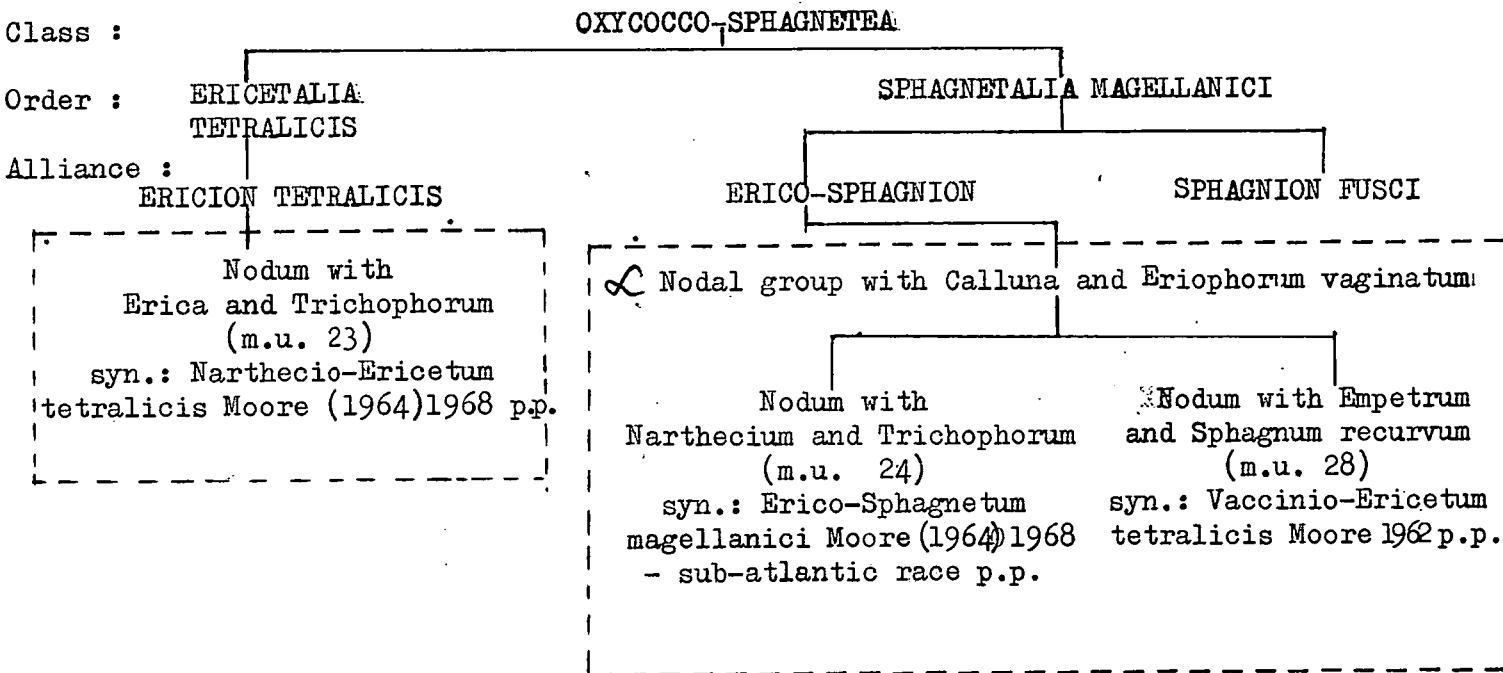 Class :
OXYCOCCO-SPHAGNETEA
Order :
ERICETALIA
TETRALICIS
SPHAGNETALIA MAGELLANICI
Alliance :
ERICION TETRALICIS
ERICO-SPHAGNION
SPHAGNION FUSCI
Nodum with
Erica and Trichophorum
(m.u. 23)
syn.: Narthecio-Ericetum
tetralicis Moore (1964)1968 p.p.
∝ Nodal group with Calluna and Eriophorum vaginatum
Nodum with
Narthecium and Trichophorum
(m.u. 24)
syn.: Erico-Sphagnetum
magellanici Moore (1964) 1968
- sub-atlantic race p.p.
Nodum with Empetrum
and Sphagnum recurvum
(m.u. 28)
syn.: Vaccinio-Ericetum
tetralicis Moore 1962 p.p.